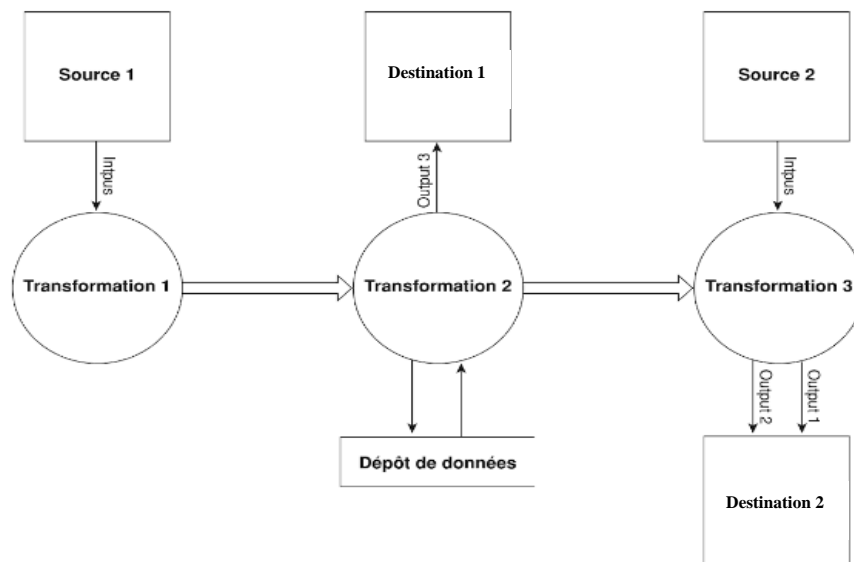 Source 1
Destination 1
Source 2
Intpus
Output 3
Intpus
Transformation 1
Transformation 2
Transformation 3
Output 2
Output 1
Dépôt de données
Destination 2